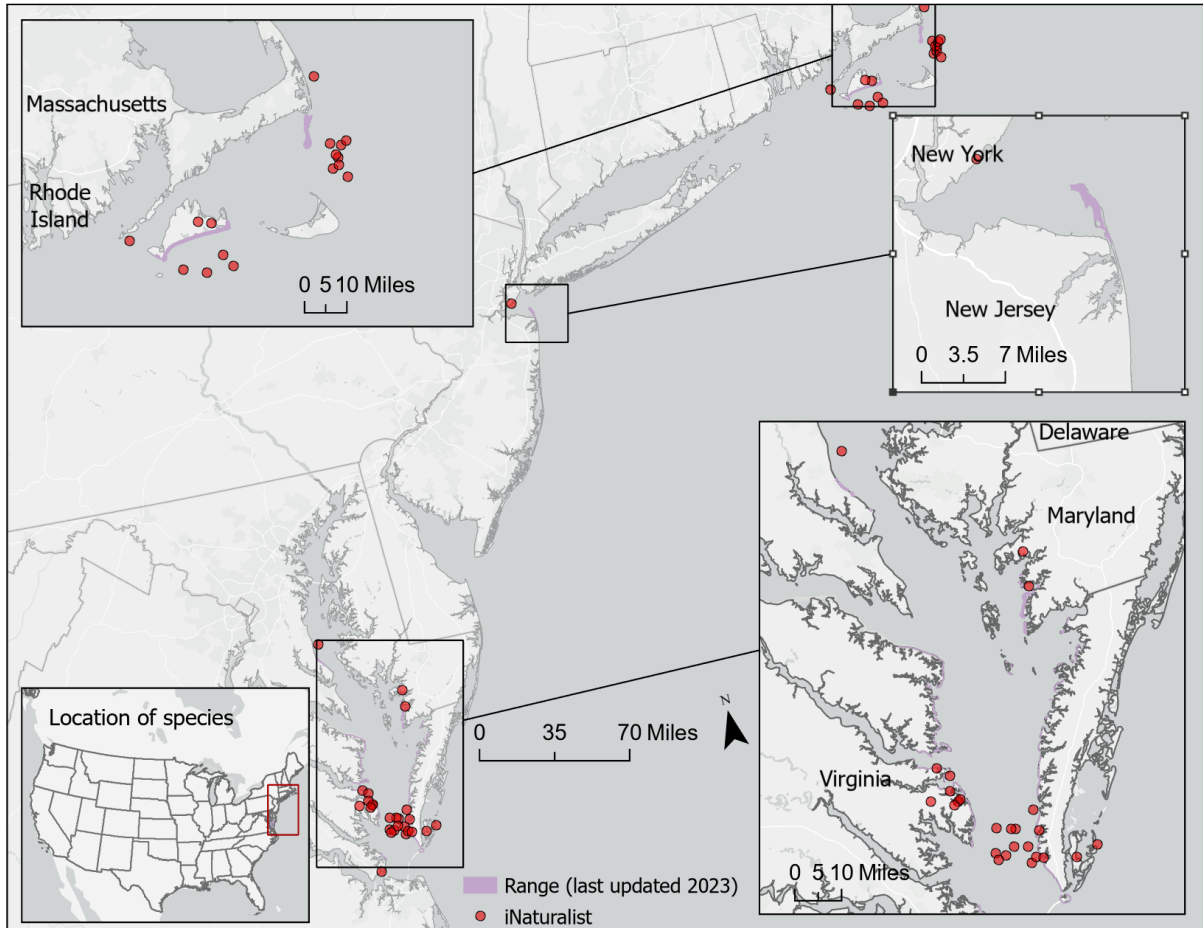 Massachusetts
Rhode
Island
0 5 10 Miles
New York
New Jersey
0 3.5 7 Miles
Delaware
Maryland
Virginia
0 5 10 Miles
N
0 35 70 Miles
Location of species
Range (last updated 2023)
iNaturalist